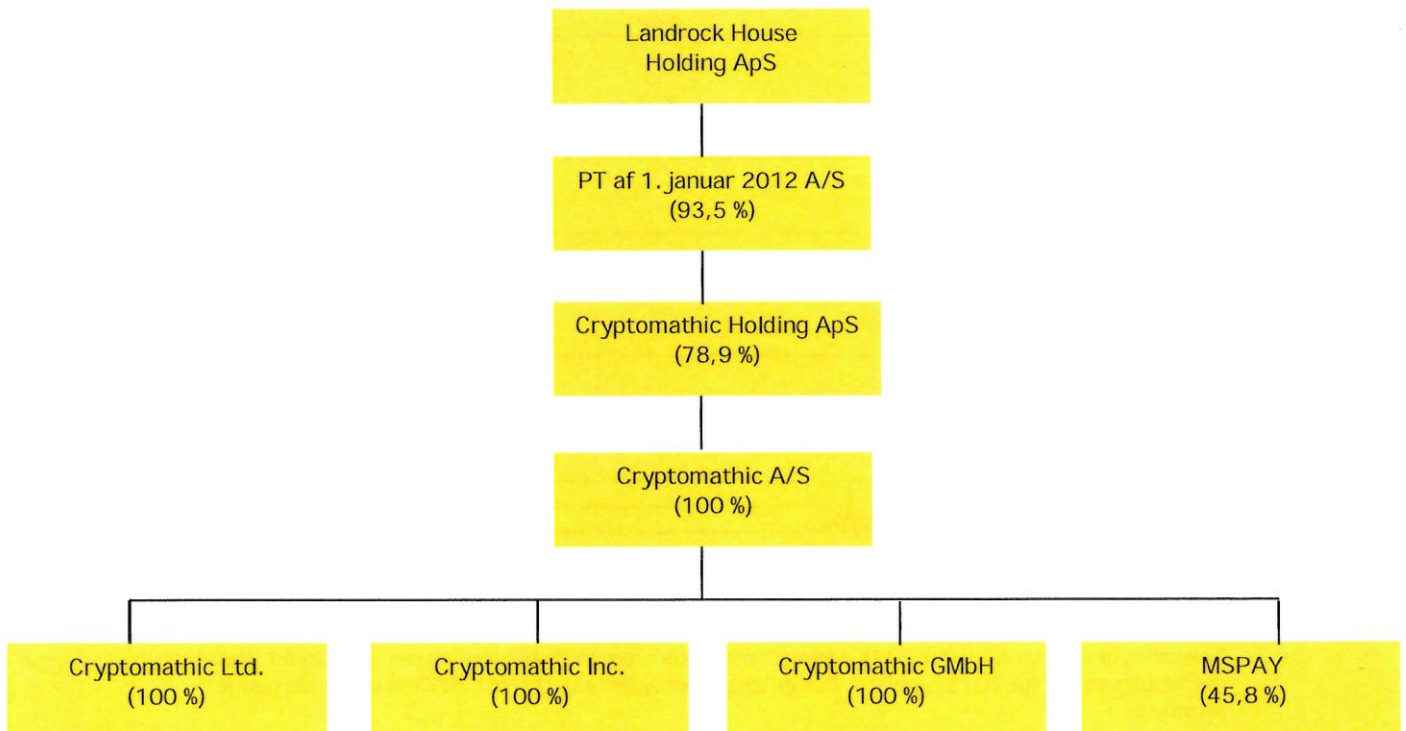 Landrock House
Holding ApS
PT af 1. januar 2012 A/S
(93,5 %)
Cryptomathic Holding ApS
(78,9 %)
Cryptomathic A/S
(100 %)
Cryptomathic Ltd.
(100 %)
Cryptomathic Inc.
(100 %)
Cryptomathic GMbH
(100 %)
MSPAY
(45,8 %)